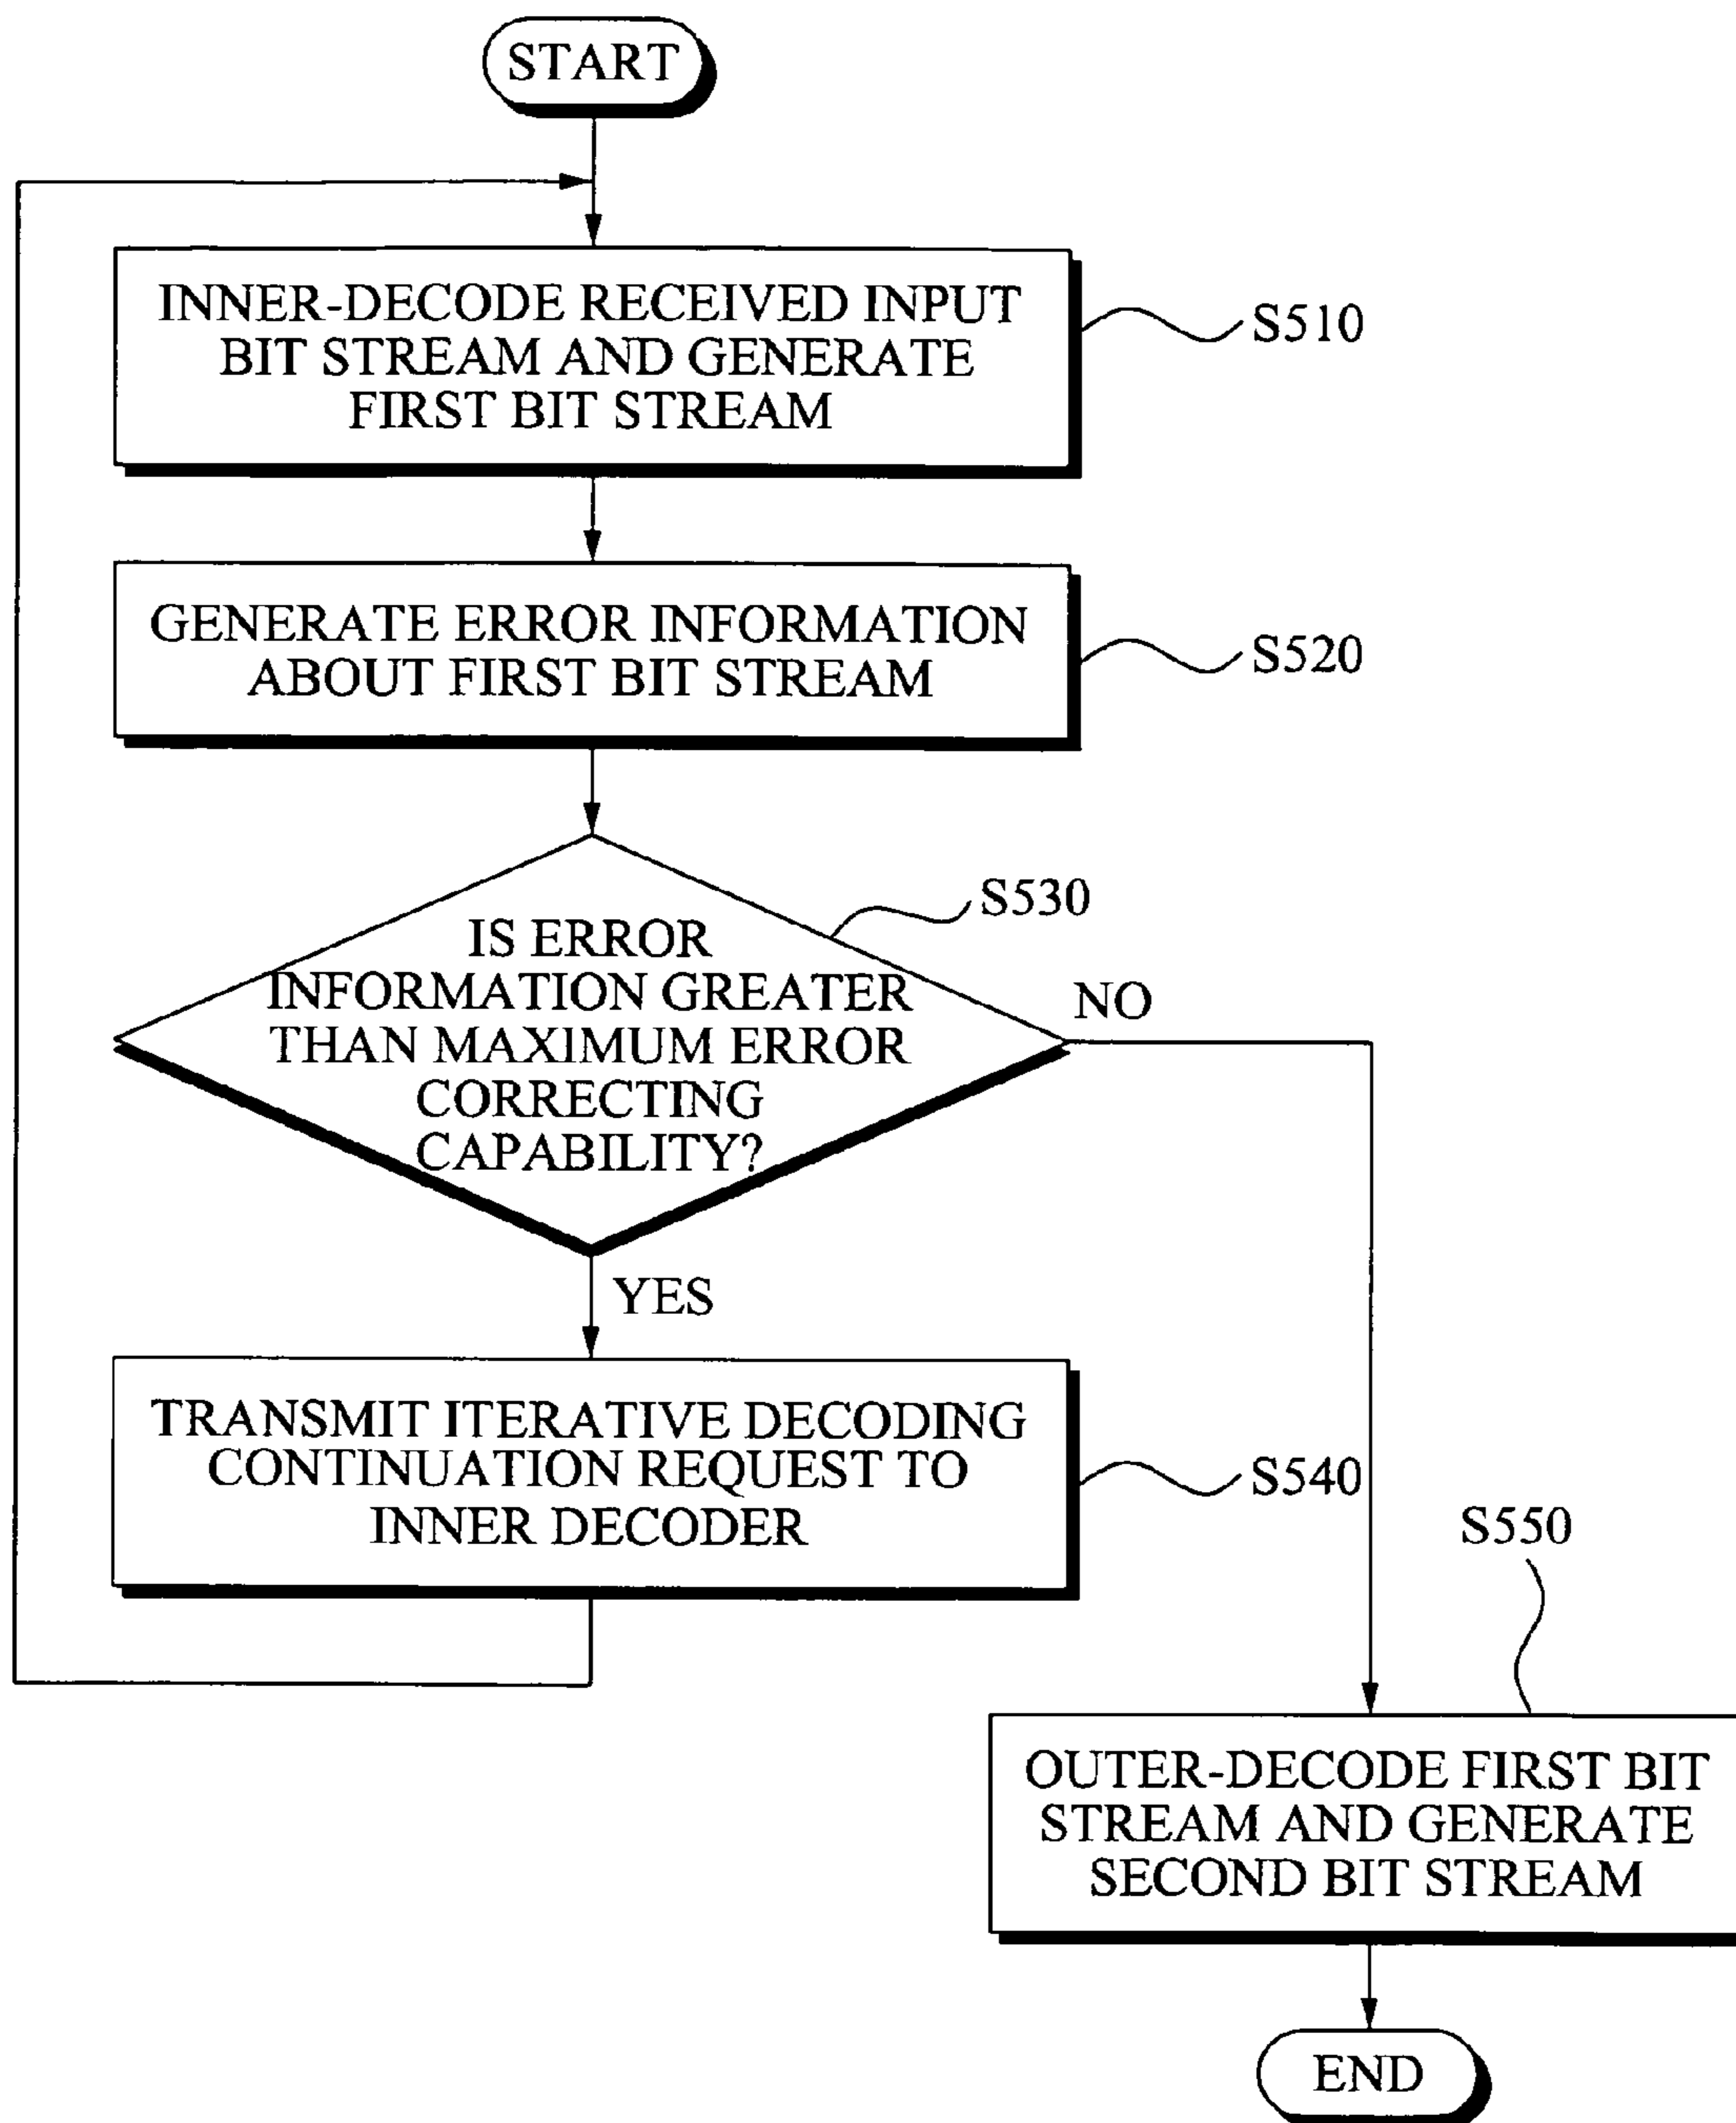 START
INNER-DECODE RECEIVED INPUT
BIT STREAM AND GENERATE
FIRST BIT STREAM
S510
GENERATE ERROR INFORMATION
ABOUT FIRST BIT STREAM
S520
S530
IS ERROR
INFORMATION GREATER
THAN MAXIMUM ERROR
CORRECTING
CAPABILITY?
NO
YES
TRANSMIT ITERATIVE DECODING
CONTINUATION REQUEST TO
INNER DECODER
S540
S550
OUTER-DECODE FIRST BIT
STREAM AND GENERATE
SECOND BIT STREAM
END